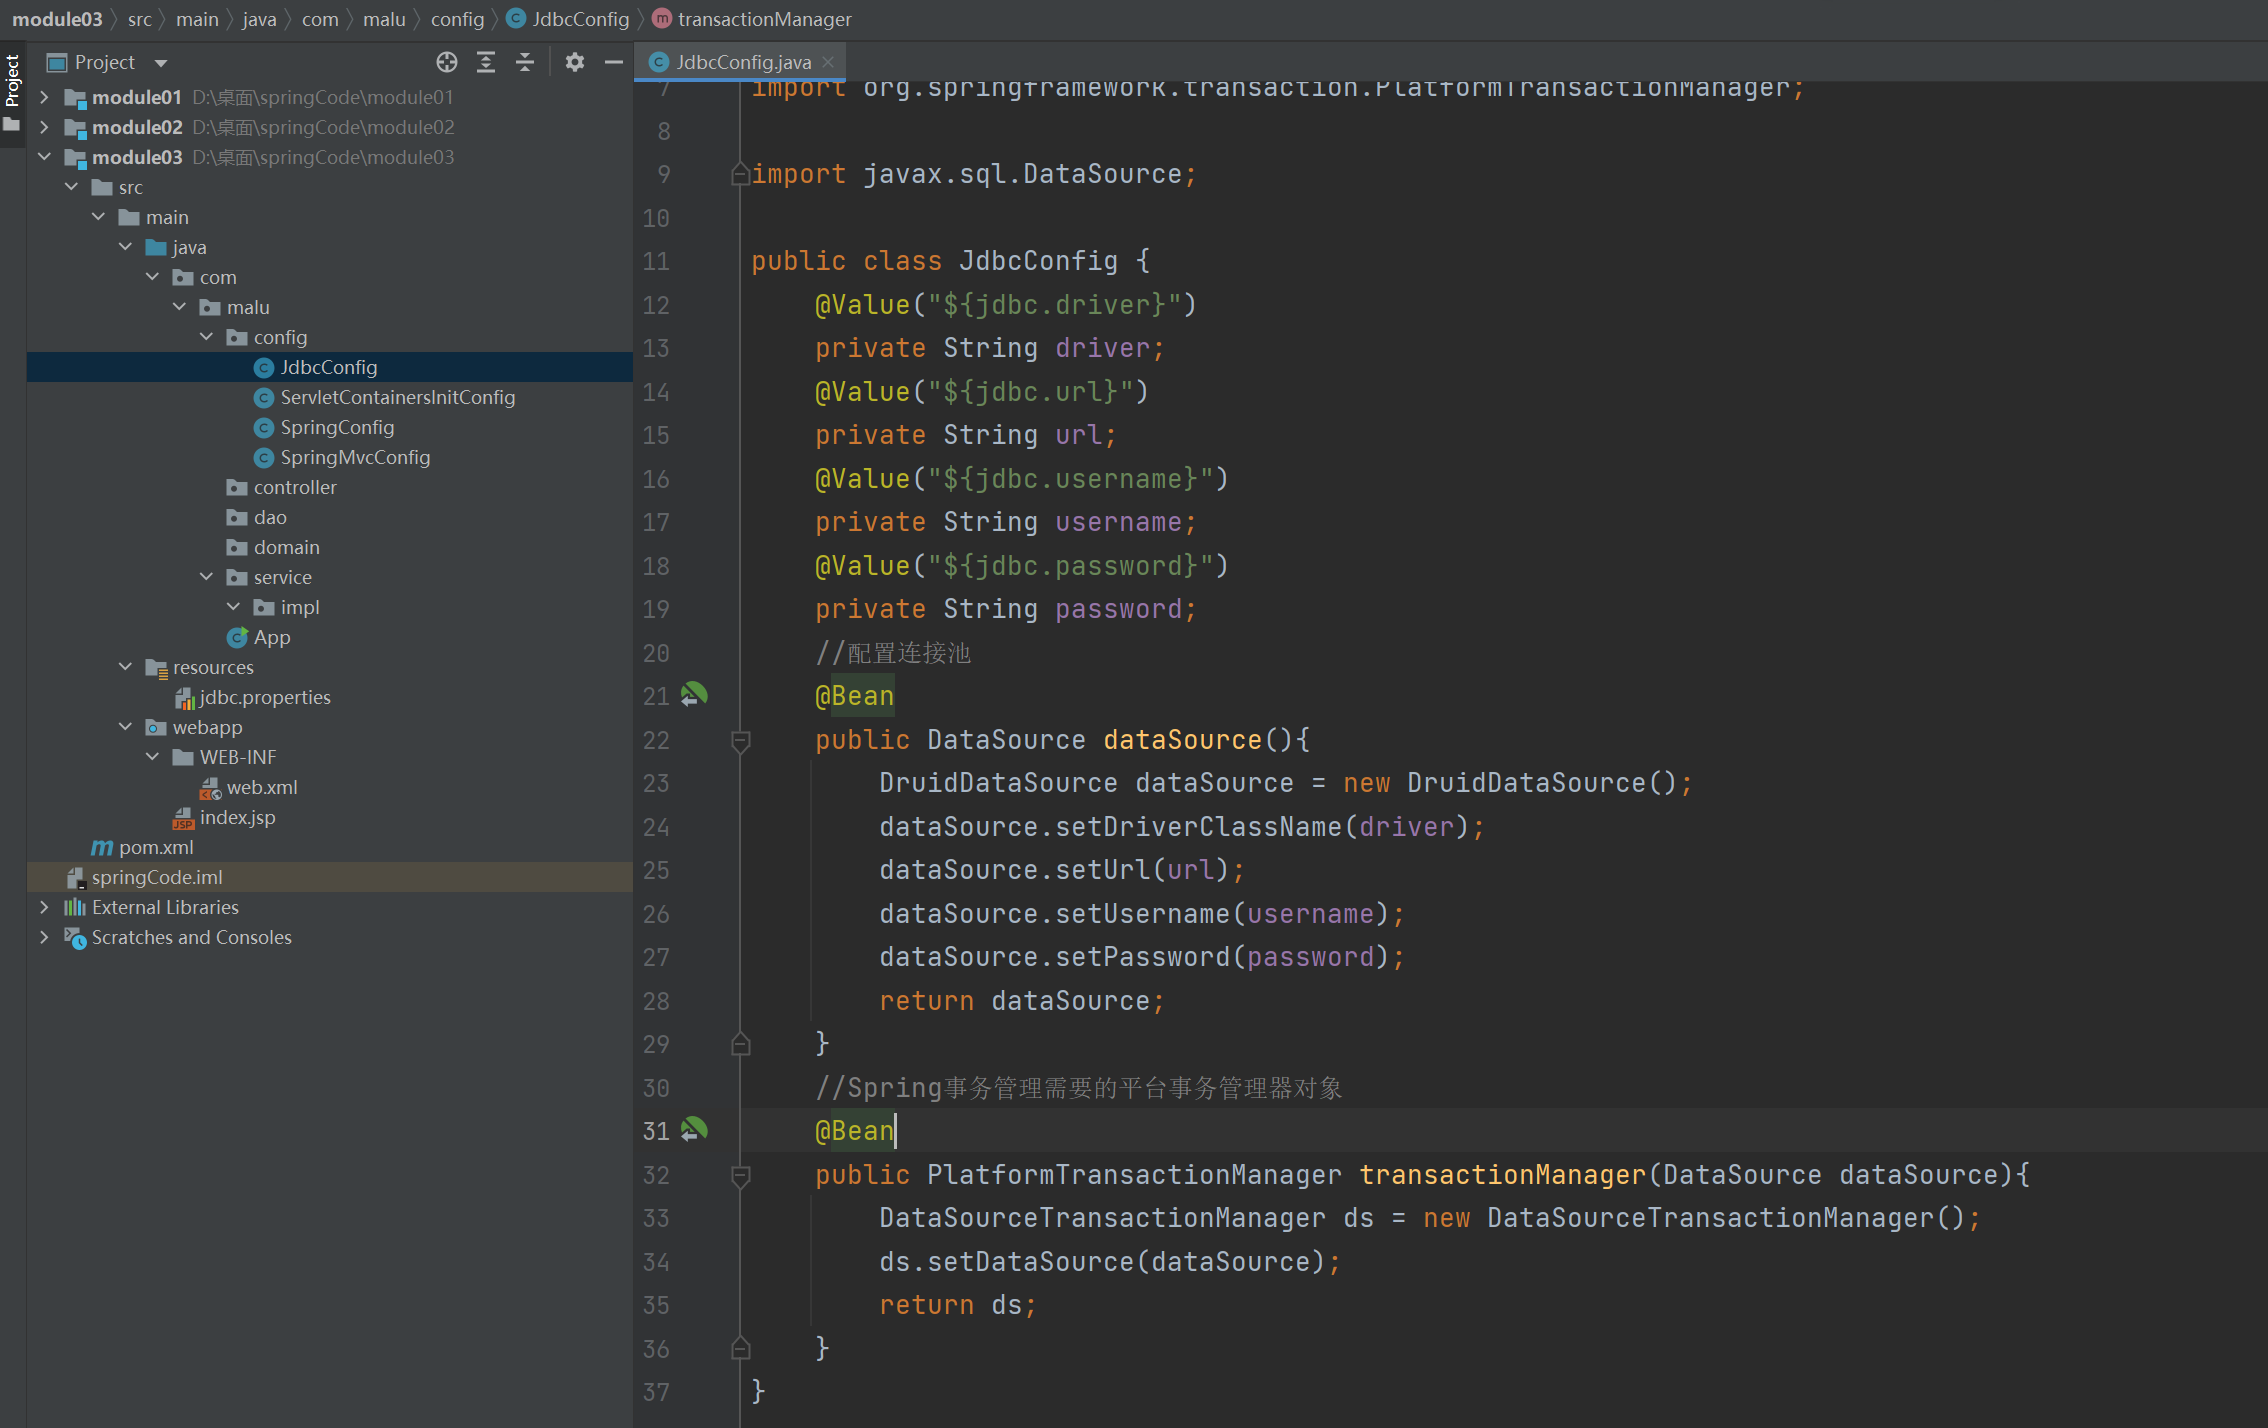 module03 src main java com malu config JdbcConfig transactionManager
Project
Project
module01 D:\桌面\springCode\module01
module02 D:\桌面\springCode\module02
module03 D:\桌面\springCode\module03
src
main
java
com
malu
config
JdbcConfig
ServletContainersInitConfig
SpringConfig
SpringMvcConfig
controller
dao
domain
service
impl
App
resources
jdbc.properties
webapp
WEB-INF
web.xml
index.jsp
pom.xml
springCode.iml
External Libraries
Scratches and Consoles
JdbcConfig.java
7 import org.springframework.transaction.PlatformTransactionManager;
8
9 import javax.sql.DataSource;
10
11 public class JdbcConfig {
12 @Value("${jdbc.driver}")
13 private String driver;
14 @Value("${jdbc.url}")
15 private String url;
16 @Value("${jdbc.username}")
17 private String username;
18 @Value("${jdbc.password}")
19 private String password;
20 //配置连接池
21 @Bean
22 public DataSource dataSource(){
23 DruidDataSource dataSource = new DruidDataSource();
24 dataSource.setDriverClassName(driver);
25 dataSource.setUrl(url);
26 dataSource.setUsername(username);
27 dataSource.setPassword(password);
28 return dataSource;
29 }
30 //Spring事务管理需要的平台事务管理器对象
31 @Bean
32 public PlatformTransactionManager transactionManager(DataSource dataSource){
33 DataSourceTransactionManager ds = new DataSourceTransactionManager();
34 ds.setDataSource(dataSource);
35 return ds;
36 }
37 }